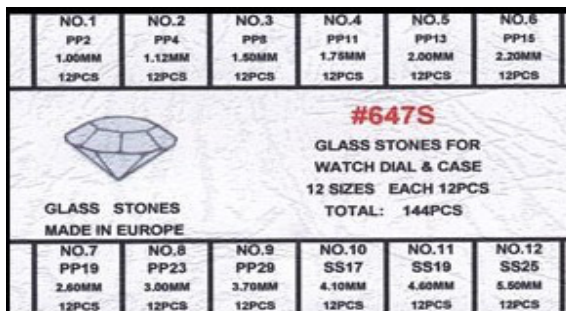 NO.1 NO.2 NO.3 NO.4 NO.5 NO.6
PP2 PP4 PP8 PP11 PP13 PP15
1.00MM 1.12MM 1.50MM 1.75MM 2.00MM 2.20MM
12PCS 12PCS 12PCS 12PCS 12PCS 12PCS
#647S
GLASS STONES FOR
WATCH DIAL & CASE
12 SIZES EACH 12PCS
TOTAL: 144PCS
GLASS STONES
MADE IN EUROPE
NO.7 NO.8 NO.9 NO.10 NO.11 NO.12
PP19 PP23 PP29 SS17 SS19 SS25
2.60MM 3.00MM 3.70MM 4.10MM 4.60MM 5.50MM
12PCS 12PCS 12PCS 12PCS 12PCS 12PCS